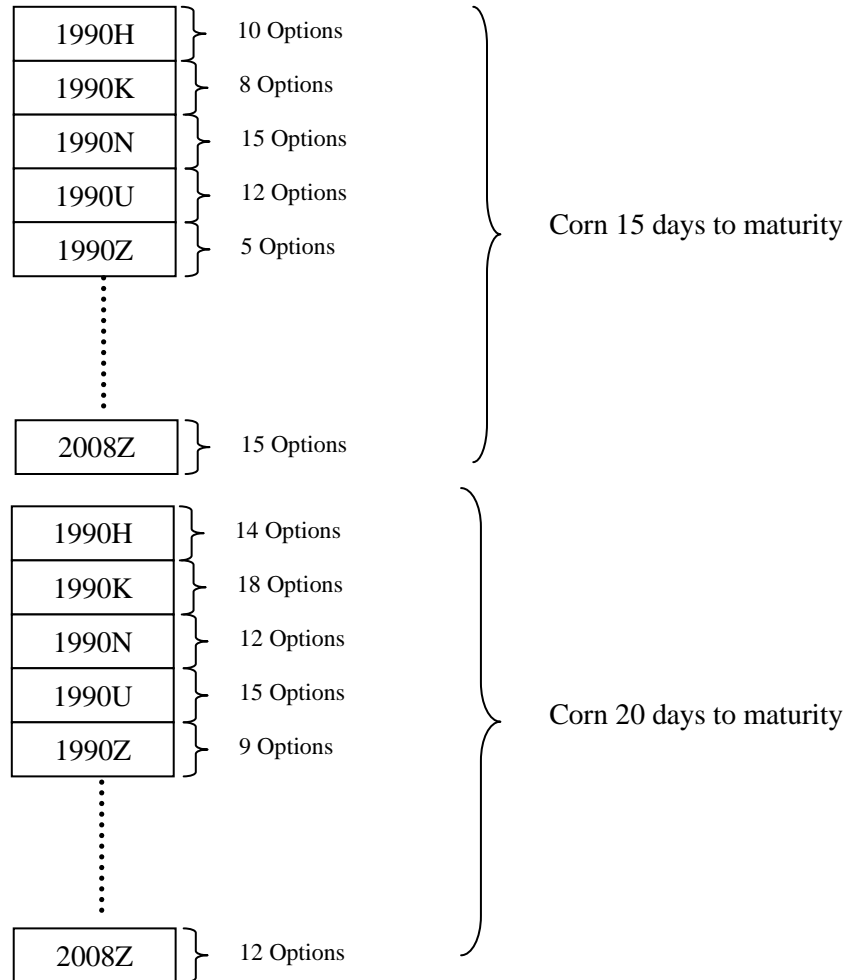 1990H 10 Options
1990K 8 Options
1990N 15 Options
1990U 12 Options
1990Z 5 Options
Corn 15 days to maturity
2008Z 15 Options
1990H 14 Options
1990K 18 Options
1990N 12 Options
1990U 15 Options
1990Z 9 Options
Corn 20 days to maturity
2008Z 12 Options